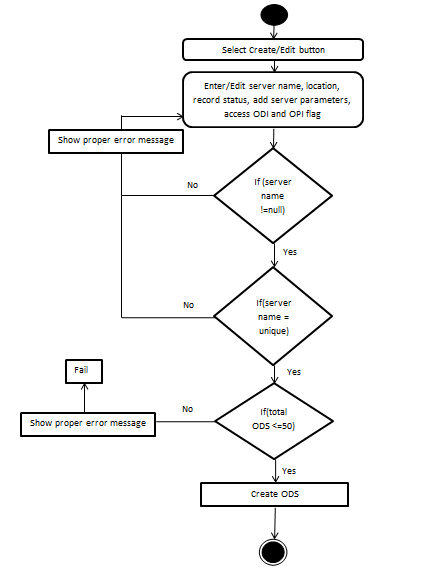 Select Create/Edit button
Enter/Edit server name, location,
record status, add server parameters,
access ODI and OPI flag
Show proper error message
No
If (server
name
!=null)
Yes
No
If(server
name =
unique)
Yes
Fail
No
If(total
ODS <=50)
Show proper error message
Yes
Create ODS